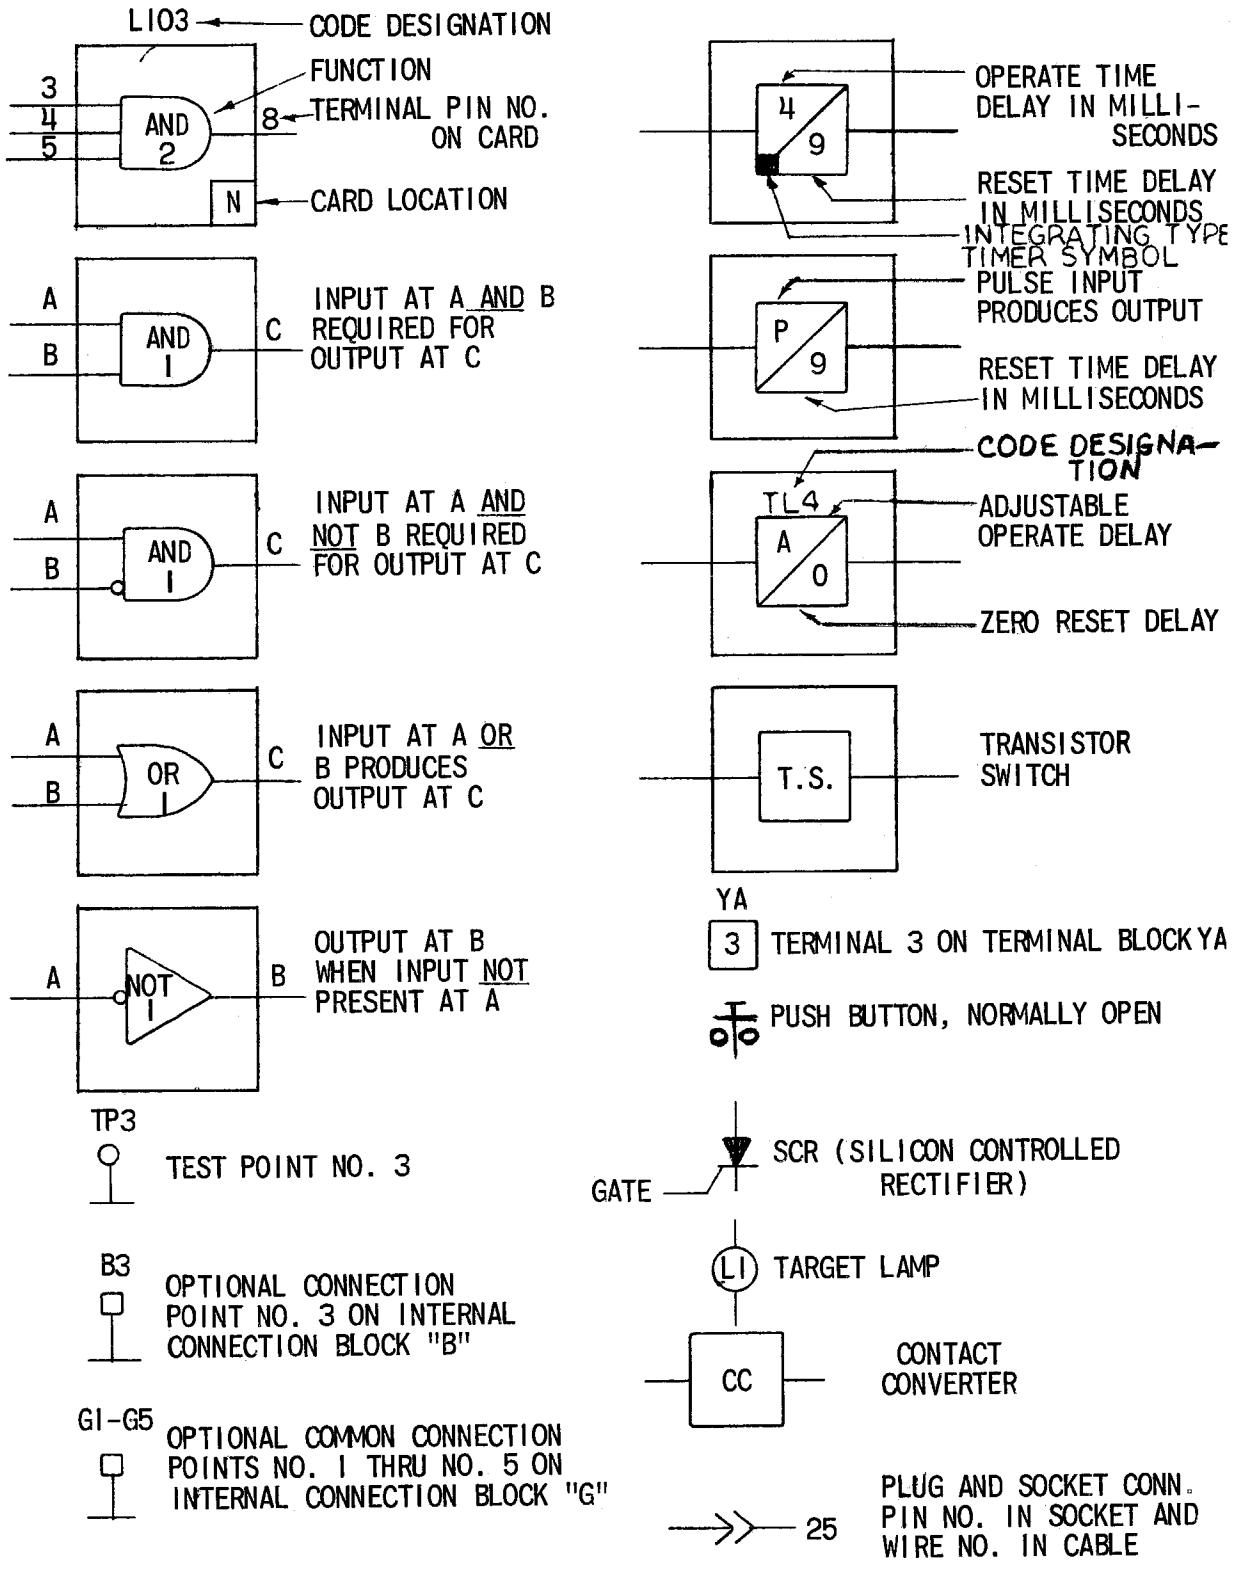 L103
CODE DESIGNATION
FUNCTION
3
4
5
AND
2
8
TERMINAL PIN NO.
ON CARD
N
CARD LOCATION
A
B
AND
1
C
INPUT AT A AND B
REQUIRED FOR
OUTPUT AT C
A
B
AND
1
C
INPUT AT A AND
NOT B REQUIRED
FOR OUTPUT AT C
A
B
OR
1
C
INPUT AT A OR
B PRODUCES
OUTPUT AT C
A
NOT
1
B
OUTPUT AT B
WHEN INPUT NOT
PRESENT AT A
TP3
TEST POINT NO. 3
B3
OPTIONAL CONNECTION
POINT NO. 3 ON INTERNAL
CONNECTION BLOCK "B"
G1-G5
OPTIONAL COMMON CONNECTION
POINTS NO. 1 THRU NO. 5 ON
INTERNAL CONNECTION BLOCK "G"
4
9
OPERATE TIME
DELAY IN MILLI-
SECONDS
RESET TIME DELAY
IN MILLISECONDS
INTEGRATING TYPE
TIMER SYMBOL
P
9
PULSE INPUT
PRODUCES OUTPUT
RESET TIME DELAY
IN MILLISECONDS
CODE DESIGNA-
TION
TL4
A
0
ADJUSTABLE
OPERATE DELAY
ZERO RESET DELAY
T.S.
TRANSISTOR
SWITCH
YA
3
TERMINAL 3 ON TERMINAL BLOCK YA
PUSH BUTTON, NORMALLY OPEN
GATE
SCR (SILICON CONTROLLED
RECTIFIER)
L1
TARGET LAMP
CC
CONTACT
CONVERTER
25
PLUG AND SOCKET CONN.
PIN NO. IN SOCKET AND
WIRE NO. IN CABLE